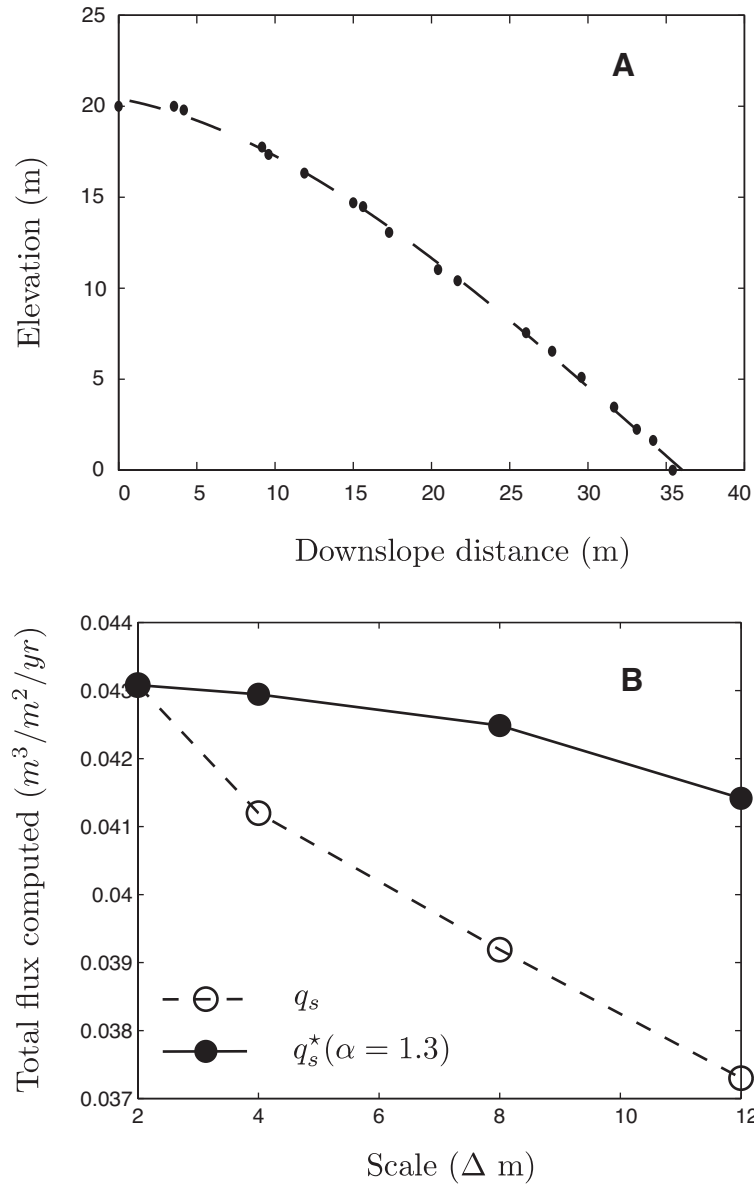 25
A
20
15
10
5
0
Elevation (m)
0 5 10 15 20 25 30 35 40
Downslope distance (m)
0.044
B
0.043
0.042
0.041
0.04
0.039
0.038
0.037
Total flux computed (m³/m²/yr)
q_s
q_s^⋆(α = 1.3)
2 4 6 8 10 12
Scale (Δ m)